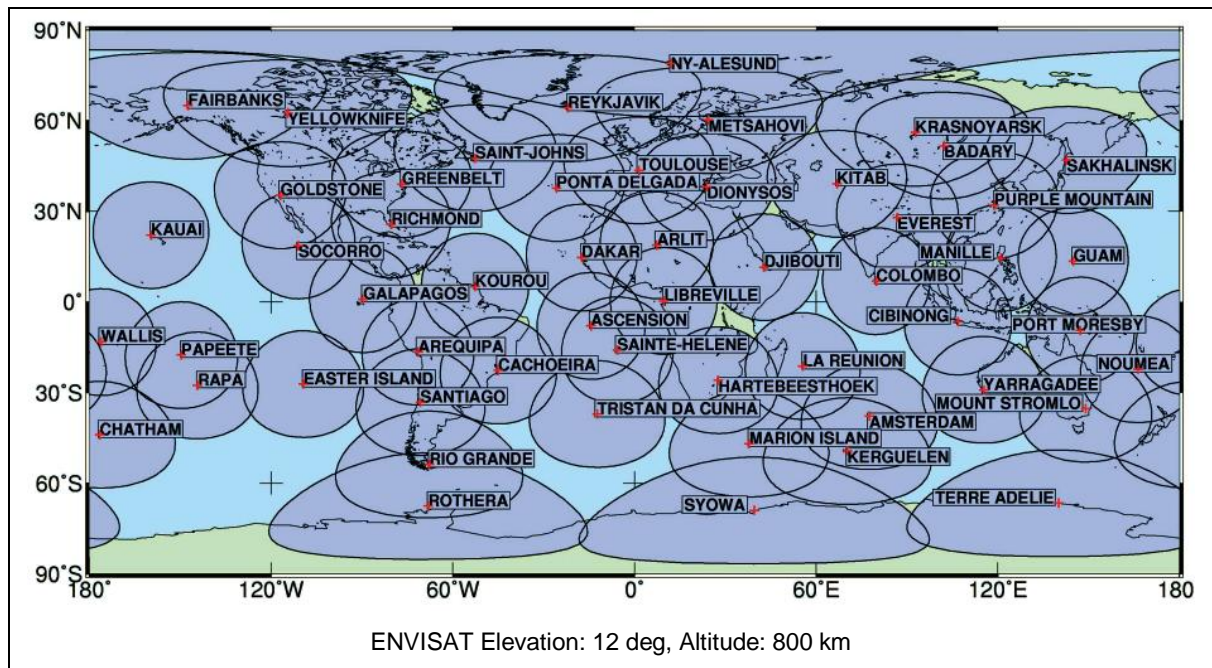 90°N
NY-ALESUND
FAIRBANKS
REYKJAVIK
YELLOWKNIFE
60°N
METSAHOVI
KRASNOYARSK
BADARY
SAINT-JOHNS
TOULOUSE
SAKHALINSK
GREENBELT
PONTA DELGADA
KITAB
GOLDSTONE
DIONYSOS
PURPLE MOUNTAIN
30°N
RICHMOND
EVEREST
KAUAI
ARLIT
SOCORRO
DAKAR
MANILLE
GUAM
DJIBOUTI
COLOMBO
KOUROU
GALAPAGOS
LIBREVILLE
0°
ASCENSION
CIBINONG
PORT MORESBY
WALLIS
PAPEETE
AREQUIPA
SAINTE-HELENE
LA REUNION
NOUMEA
CACHOEIRA
RAPA
EASTER ISLAND
HARTEBEESTHOEK
YARRAGADEE
30°S
SANTIAGO
MOUNT STROMLO
TRISTAN DA CUNHA
AMSTERDAM
CHATHAM
MARION ISLAND
RIO GRANDE
KERGUELEN
60°S
ROTHERA
SYOWA
TERRE ADELIE
90°S
180° 120°W 60°W 0° 60°E 120°E 180°
ENVISAT Elevation: 12 deg, Altitude: 800 km